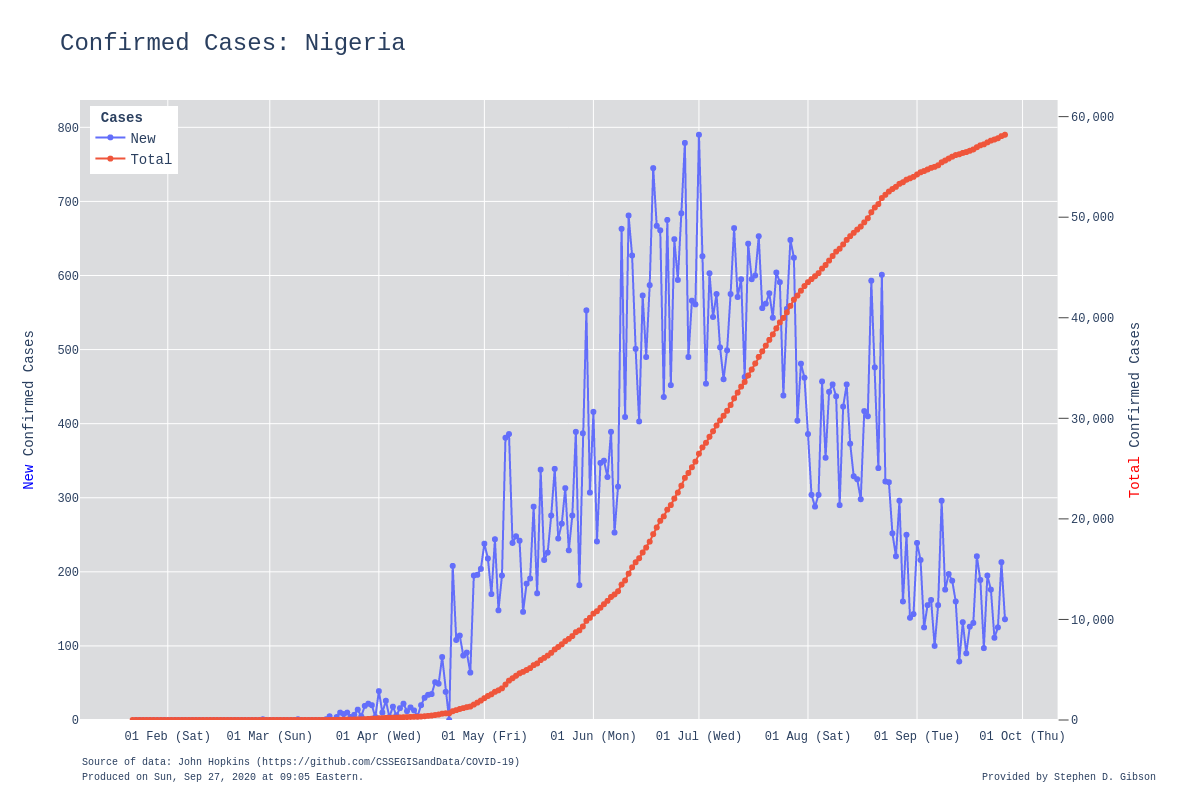 Confirmed Cases: Nigeria
Cases
New
Total
800
700
600
500
400
300
200
100
0
New Confirmed Cases
60,000
50,000
40,000
30,000
20,000
10,000
0
Total Confirmed Cases
01 Feb (Sat) 01 Mar (Sun) 01 Apr (Wed) 01 May (Fri) 01 Jun (Mon) 01 Jul (Wed) 01 Aug (Sat) 01 Sep (Tue) 01 Oct (Thu)
Source of data: John Hopkins (https://github.com/CSSEGISandData/COVID-19)
Produced on Sun, Sep 27, 2020 at 09:05 Eastern.
Provided by Stephen D. Gibson